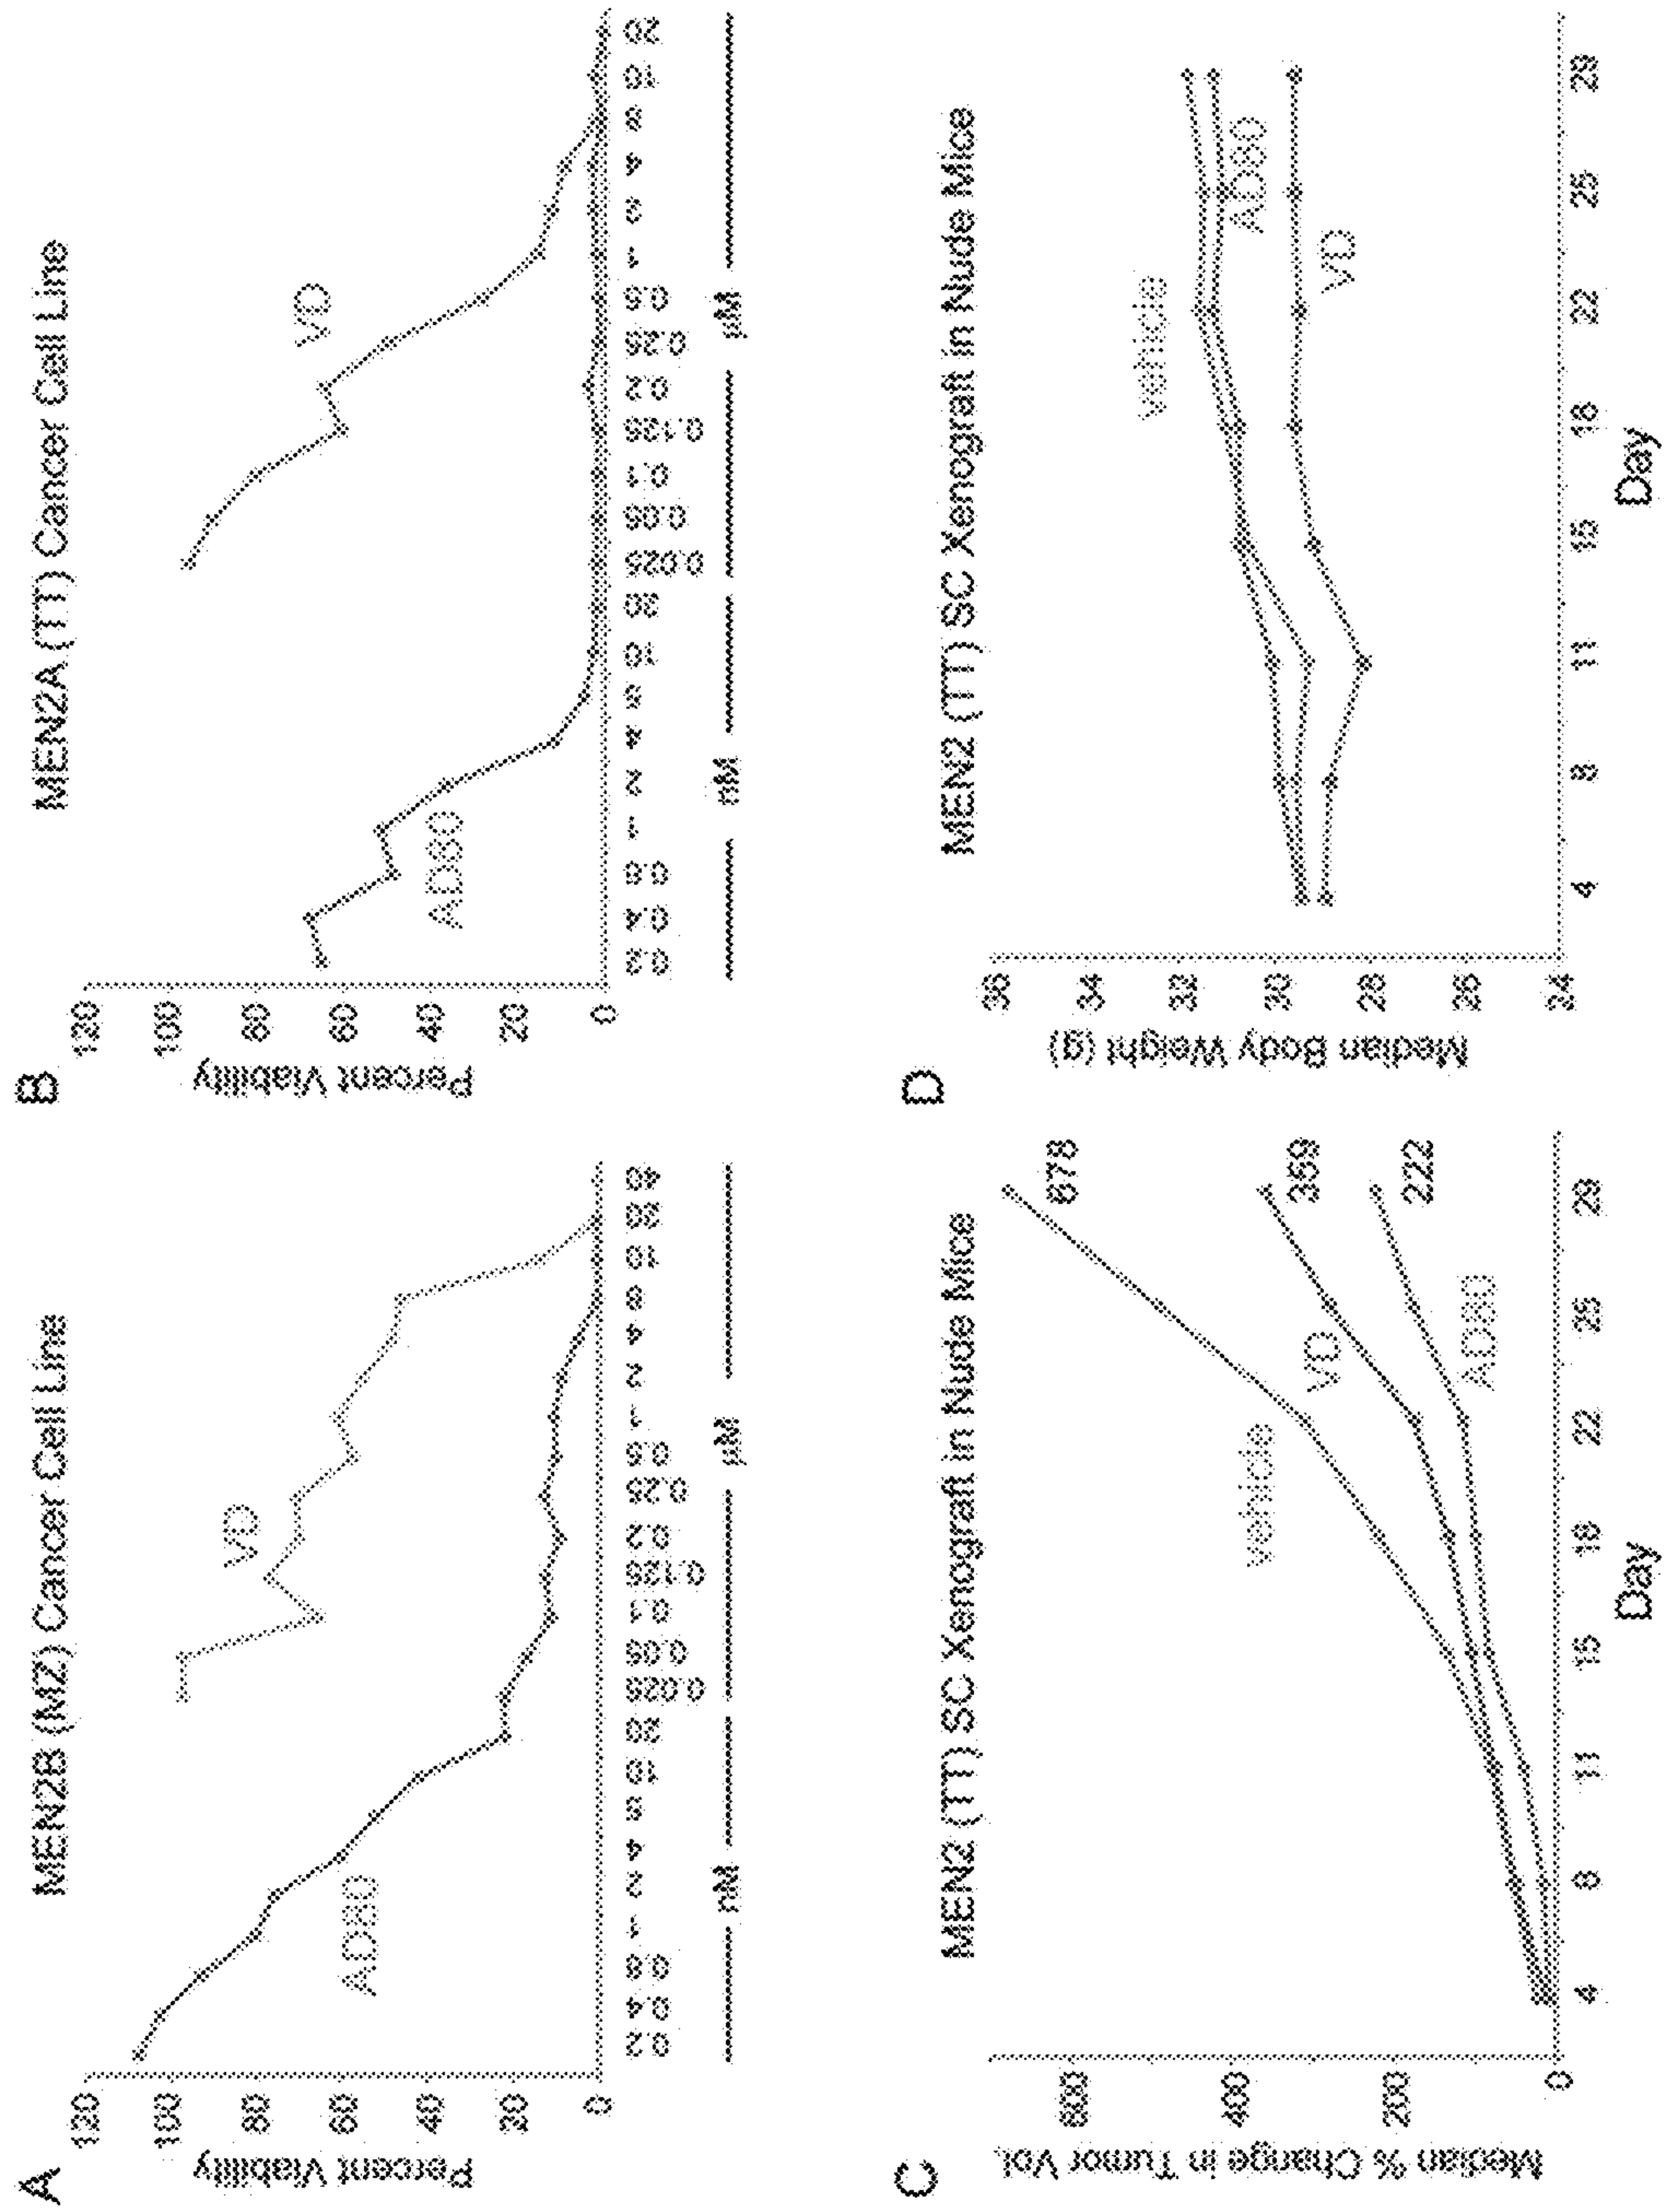 A
MEN2B (MZ) Cancer Cell Line
Percent Viability
120
100
80
60
40
20
0
AD80
VD
0.2 0.4 0.8 1 2 4 8 10 20 0.025 0.05 0.1 0.125 0.2 0.25 0.5 1 2 4 8 10 20 40
nM
µM
B
MEN2A (TT) Cancer Cell Line
Percent Viability
120
100
80
60
40
20
0
AD80
VD
0.2 0.4 0.8 1 2 4 8 10 20 0.025 0.05 0.1 0.125 0.2 0.25 0.5 1 2 4 8 10 20
nM
µM
C
MEN2 (TT) SC Xenograft in Nude Mice
Median % Change in Tumor Vol.
600
400
200
0
678
369
222
vehicle
VD
AD80
4 8 11 15 18 22 25 29
Day
D
MEN2 (TT) SC Xenograft in Nude Mice
Median Body Weight (g)
36
34
32
30
28
26
24
vehicle
AD80
VD
4 8 11 15 18 22 25 29
Day